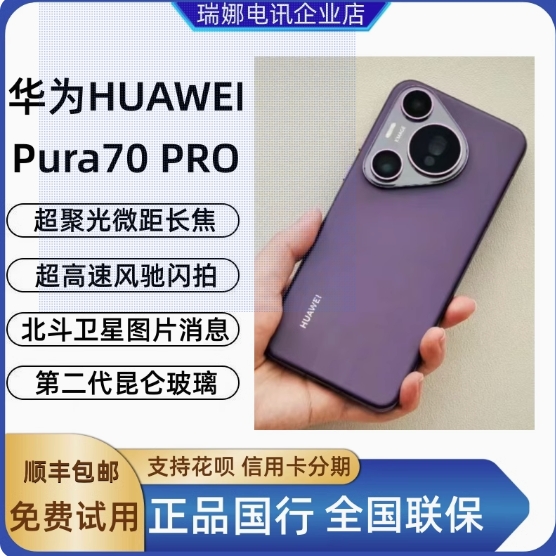 瑞娜电讯企业店
华为HUAWEI
Pura70 PRO
超聚光微距长焦
超高速风驰闪拍
北斗卫星图片消息
第二代昆仑玻璃
HUAWEI
顺丰包邮
免费试用
支持花呗 信用卡分期
正品国行 全国联保